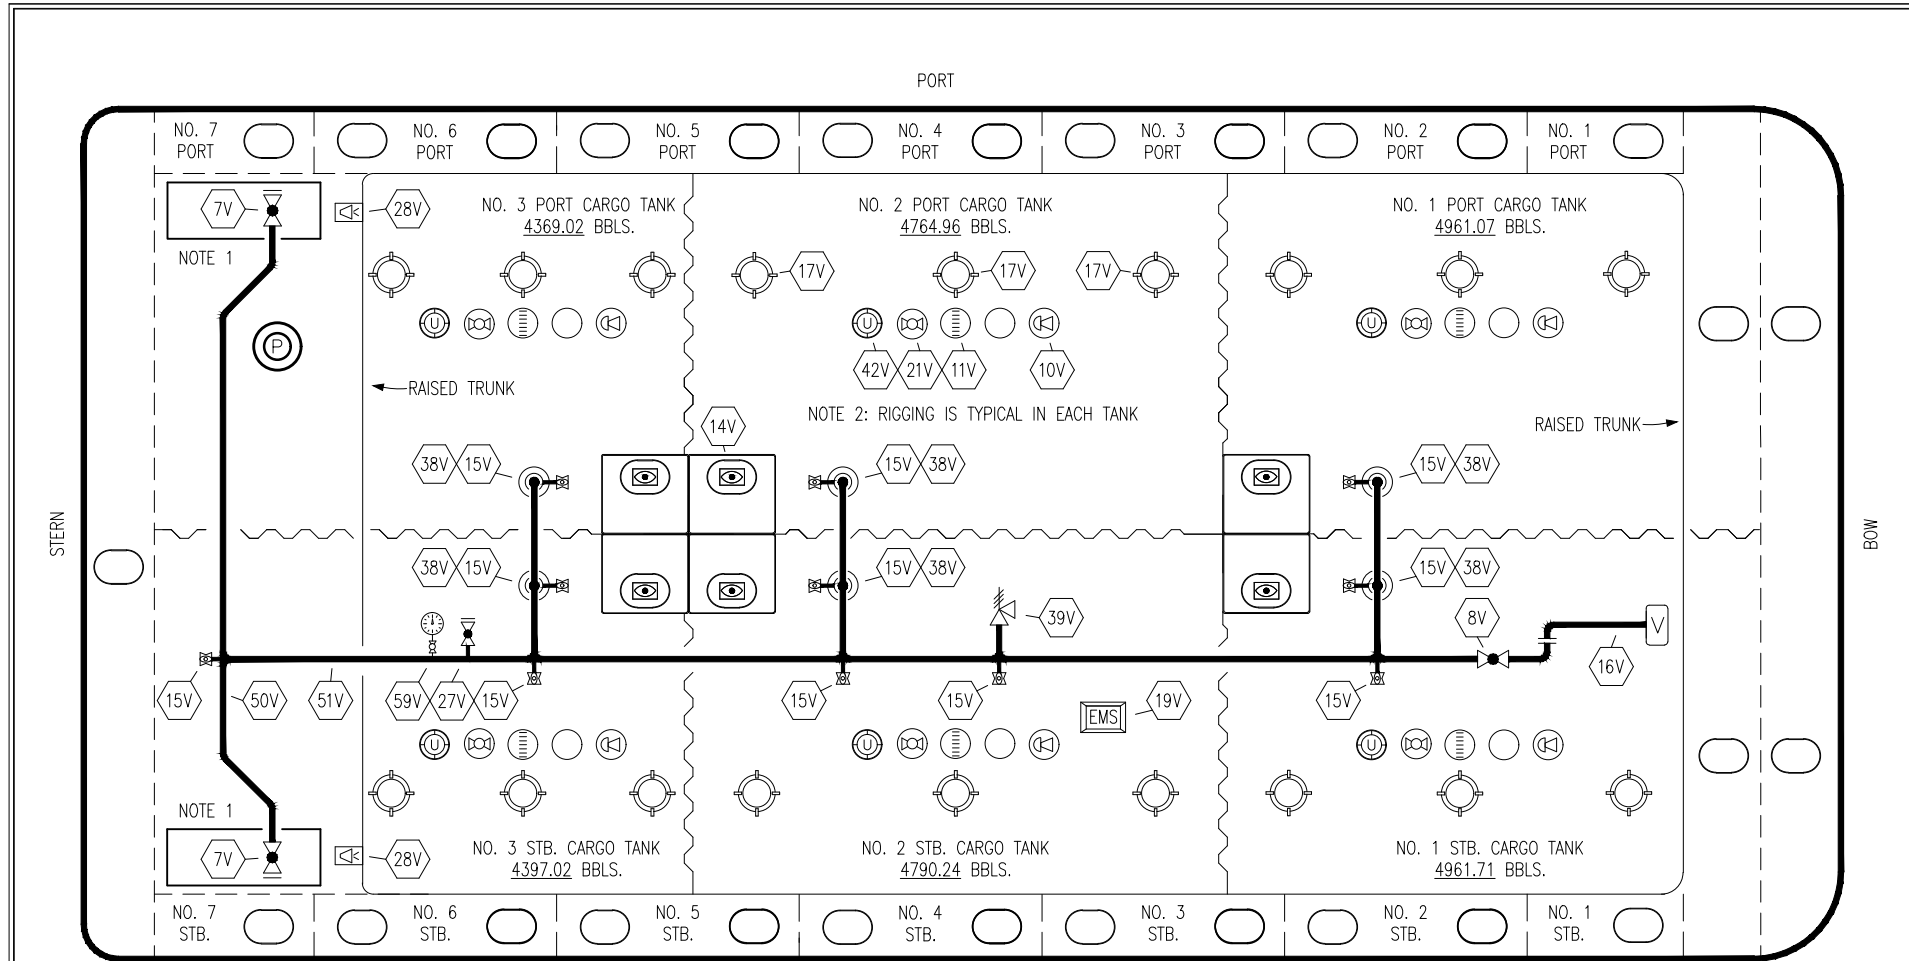 PORT
NO. 7
PORT
NO. 6
PORT
NO. 5
PORT
NO. 4
PORT
NO. 3
PORT
NO. 2
PORT
NO. 1
PORT
7V
28V
NO. 3 PORT CARGO TANK
4369.02 BBLS.
NO. 2 PORT CARGO TANK
4764.96 BBLS.
NO. 1 PORT CARGO TANK
4961.07 BBLS.
NOTE 1
17V
17V
17V
U
U
U
P
42V
21V
11V
10V
RAISED TRUNK
NOTE 2: RIGGING IS TYPICAL IN EACH TANK
14V
RAISED TRUNK
38V
15V
15V
38V
15V
38V
STERN
BOW
38V
15V
15V
38V
15V
38V
39V
8V
V
16V
15V
50V
51V
59V
27V
15V
15V
15V
EMS
19V
15V
U
U
U
NOTE 1
7V
28V
NO. 3 STB. CARGO TANK
4397.02 BBLS.
NO. 2 STB. CARGO TANK
4790.24 BBLS.
NO. 1 STB. CARGO TANK
4961.71 BBLS.
NO. 7
STB.
NO. 6
STB.
NO. 5
STB.
NO. 4
STB.
NO. 3
STB.
NO. 2
STB.
NO. 1
STB.